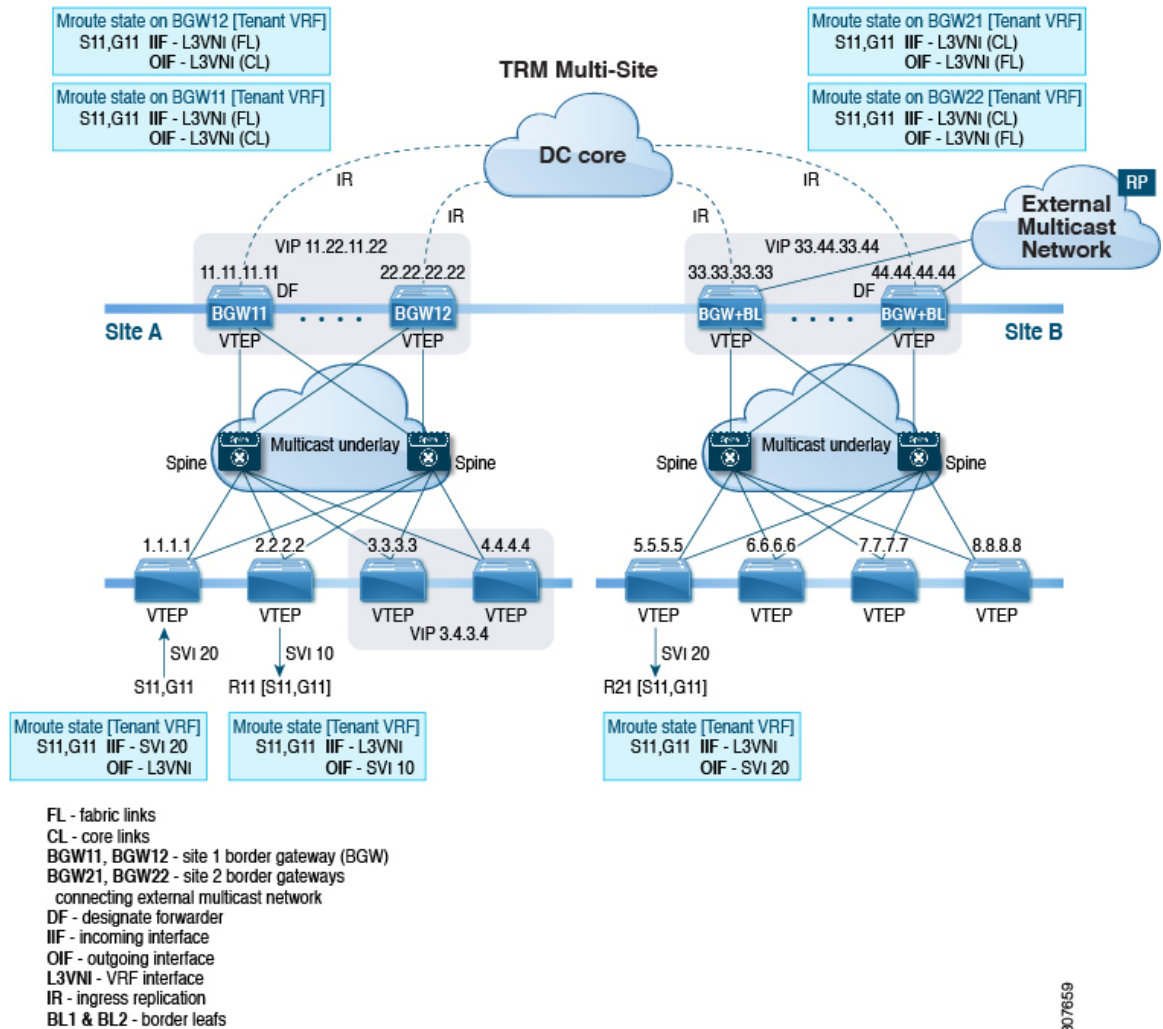 Mroute state on BGW12 [Tenant VRF]
S11,G11 IIF - L3VNI (FL)
OIF - L3VNI (CL)
Mroute state on BGW11 [Tenant VRF]
S11,G11 IIF - L3VNI (FL)
OIF - L3VNI (CL)
TRM Multi-Site
Mroute state on BGW21 [Tenant VRF]
S11,G11 IIF - L3VNI (CL)
OIF - L3VNI (FL)
Mroute state on BGW22 [Tenant VRF]
S11,G11 IIF - L3VNI (CL)
OIF - L3VNI (FL)
DC core
IR
IR
IR
IR
RP
External
Multicast
Network
VIP 11.22.11.22
11.11.11.11
22.22.22.22
DF
BGW11
BGW12
VTEP
VTEP
Site A
VIP 33.44.33.44
33.33.33.33
44.44.44.44
DF
BGW+BL
BGW+BL
VTEP
VTEP
Site B
Spine
Spine
Multicast underlay
Spine
Spine
Spine
Spine
Multicast underlay
Spine
Spine
1.1.1.1
2.2.2.2
3.3.3.3
4.4.4.4
VTEP
VTEP
VTEP
VTEP
VIP 3.4.3.4
5.5.5.5
6.6.6.6
7.7.7.7
8.8.8.8
VTEP
VTEP
VTEP
VTEP
SVI 20
S11,G11
SVI 10
R11 [S11,G11]
SVI 20
R21 [S11,G11]
Mroute state [Tenant VRF]
S11,G11 IIF - SVI 20
OIF - L3VNI
Mroute state [Tenant VRF]
S11,G11 IIF - L3VNI
OIF - SVI 10
Mroute state [Tenant VRF]
S11,G11 IIF - L3VNI
OIF - SVI 20
FL - fabric links
CL - core links
BGW11, BGW12 - site 1 border gateway (BGW)
BGW21, BGW22 - site 2 border gateways
connecting external multicast network
DF - designate forwarder
IIF - incoming interface
OIF - outgoing interface
L3VNI - VRF interface
IR - ingress replication
BL1 & BL2 - border leafs